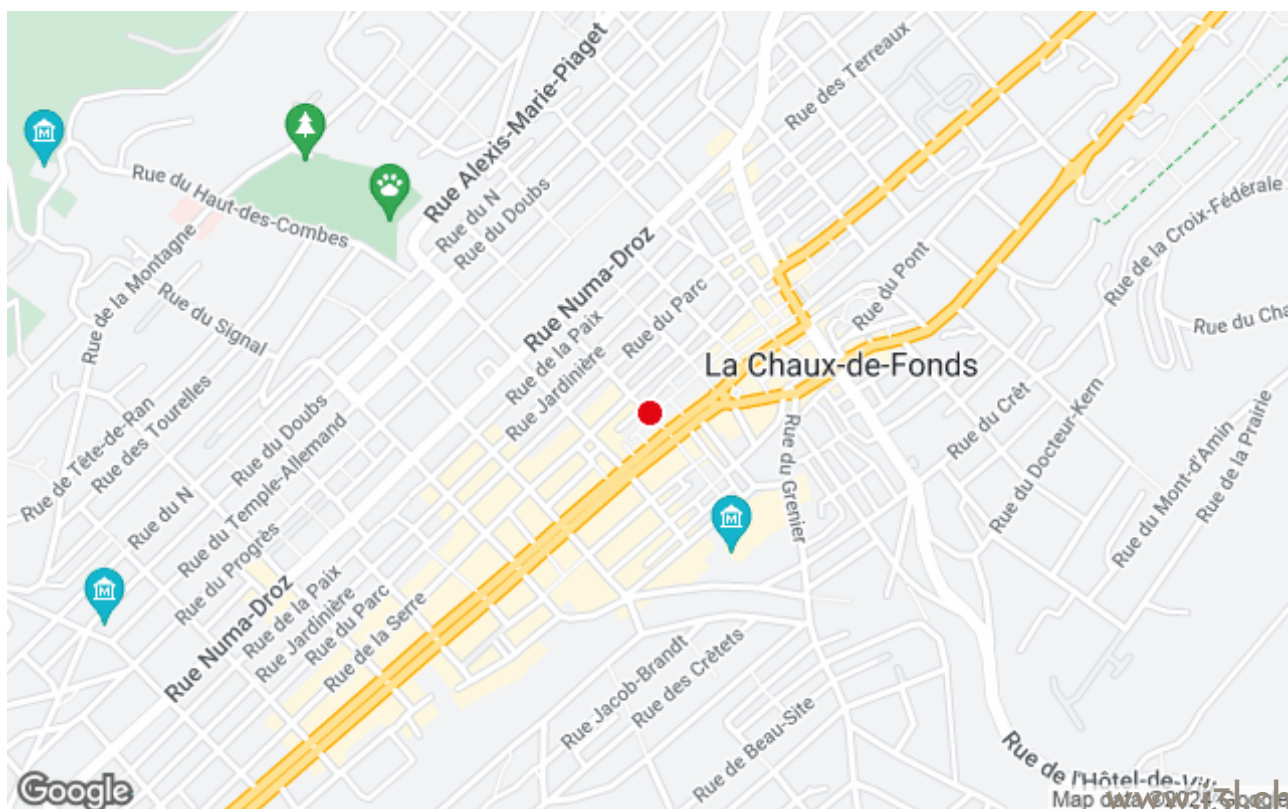 Rue Alexis-Marie-Piaget
Rue des Terreaux
Rue du Haut-des-Combes
Rue du N
Rue du Doubs
Rue de la Croix-Fédérale
Rue de la Montagne
Rue Numa-Droz
Rue du Pont
Rue du Signal
Rue du Parc
Rue de la Paix
Rue Jardinière
Rue du Cha
La Chaux-de-Fonds
Rue de Tête-de-Ran
Rue des Tourelles
Rue du Doubs
Rue du Temple-Allemand
Rue du N
Rue du Progrès
Rue du Crêt
Rue du Docteur-Kern
Rue du Mont-d'Amin
Rue de la Prairie
Rue du Grenier
Rue Numa-Droz
Rue de la Paix
Rue Jardinière
Rue du Parc
Rue de la Serre
Rue Jacob-Brandt
Rue des Crêtets
Rue de Beau-Site
Rue de l'Hôtel-de-Vil
Google
Map data ©2024